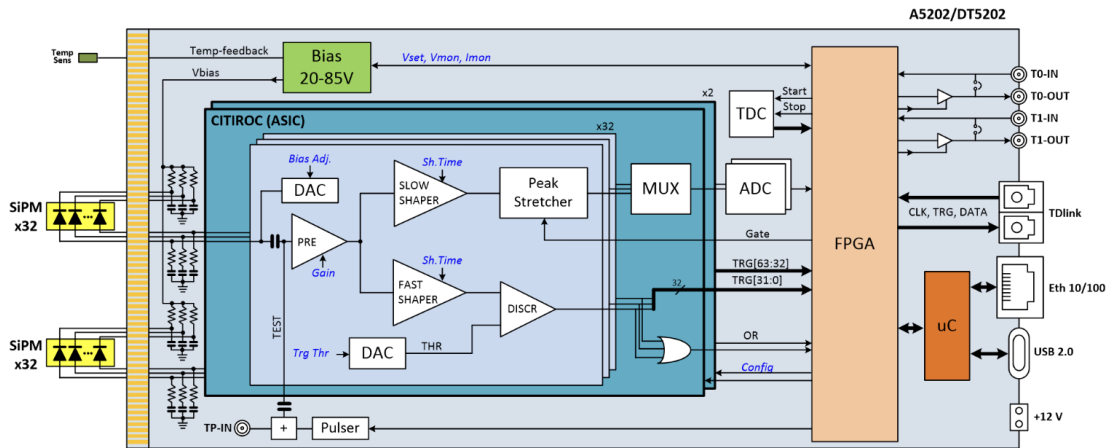 A5202/DT5202
Temp
Sens
Temp-feedback
Vbias
Bias
20-85V
Vset, Vmon, Imon
T0-IN
T0-OUT
T1-IN
T1-OUT
x2
CITIROC (ASIC)
x32
Start
Stop
TDC
Bias Adj.
DAC
Sh.Time
SLOW
SHAPER
Peak
Stretcher
MUX
ADC
FPGA
SiPM
x32
PRE
Gain
Gate
CLK, TRG, DATA
TDlink
Sh.Time
FAST
SHAPER
DISCR
TRG[63:32]
32
TRG[31:0]
Eth 10/100
uC
SiPM
x32
TEST
Trg Thr
DAC
THR
OR
USB 2.0
Config
TP-IN
+
Pulser
+12 V